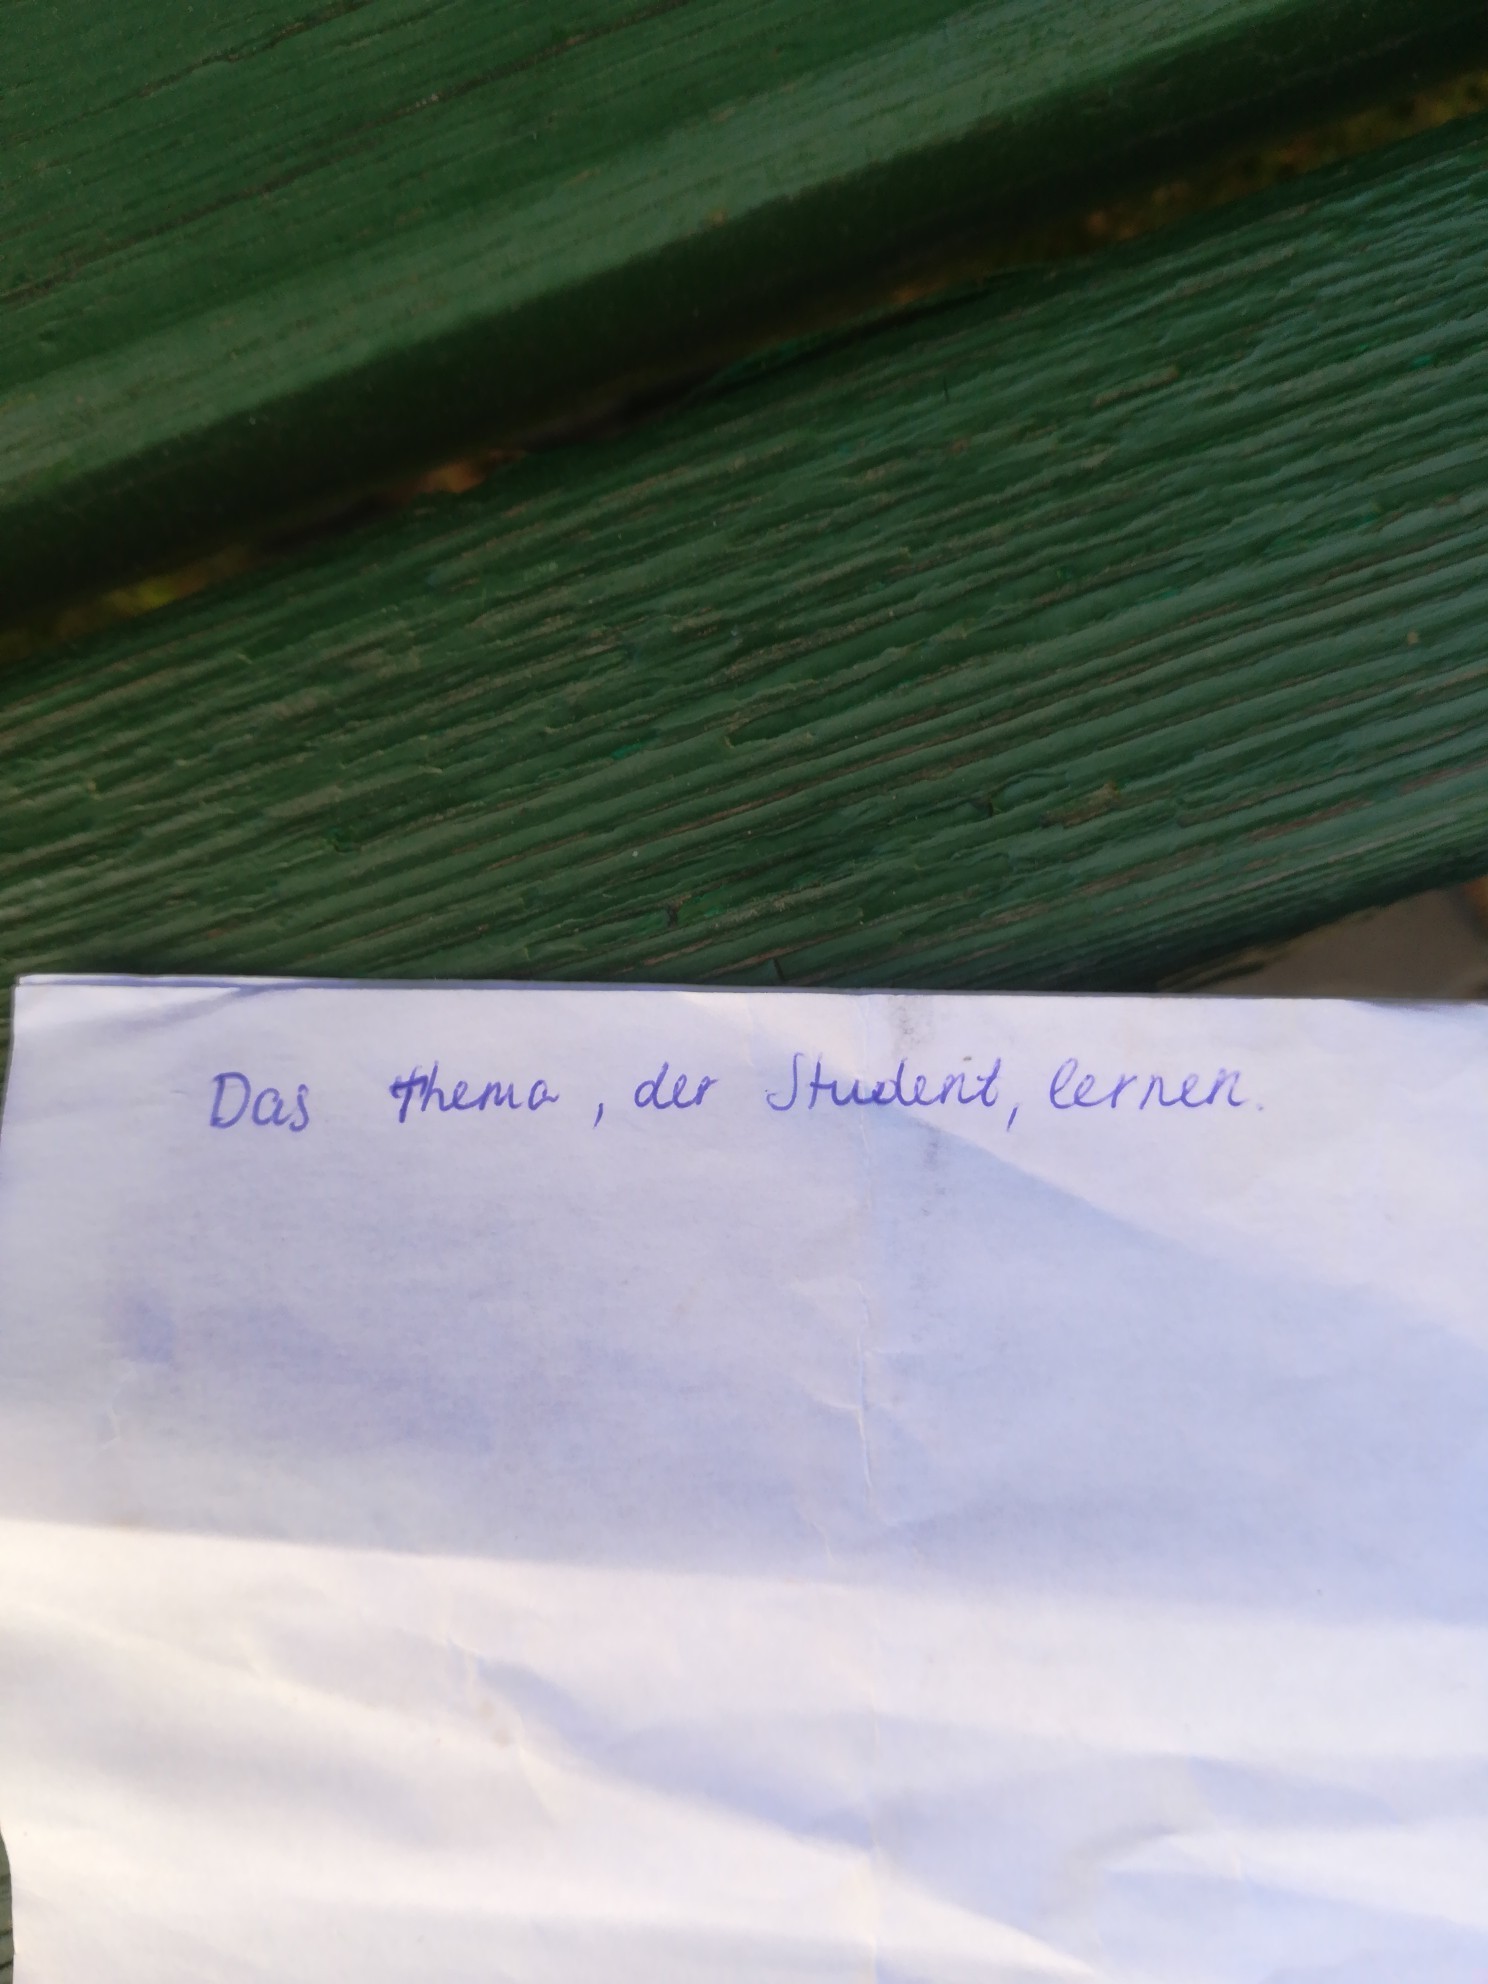 Das Thema, der Student, lernen.